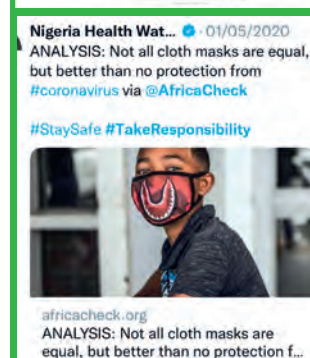 Nigeria Health Wat... · 01/05/2020
ANALYSIS: Not all cloth masks are equal,
but better than no protection from
#coronavirus via @AfricaCheck
#StaySafe #TakeResponsibility
africacheck.org
ANALYSIS: Not all cloth masks are
equal, but better than no protection f...